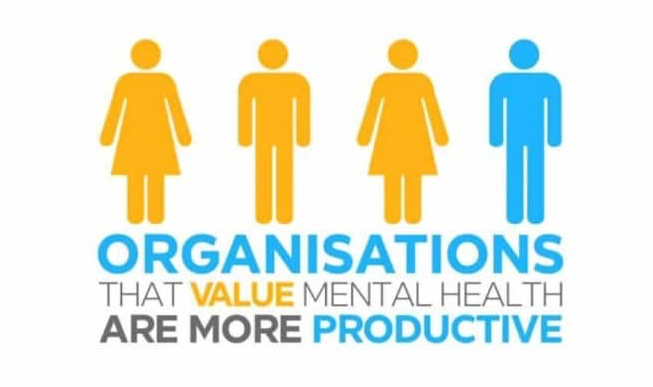 ORGANISATIONS
THAT VALUE MENTAL HEALTH
ARE MORE PRODUCTIVE